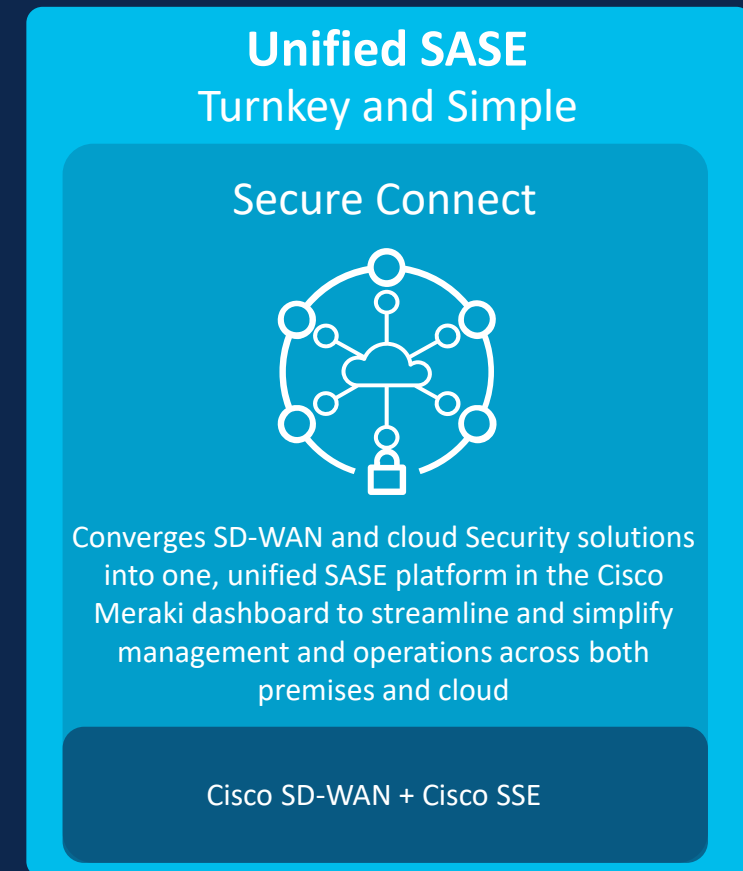 Unified SASE
Turnkey and Simple
Secure Connect
Converges SD-WAN and cloud Security solutions
into one, unified SASE platform in the Cisco
Meraki dashboard to streamline and simplify
management and operations across both
premises and cloud
Cisco SD-WAN + Cisco SSE